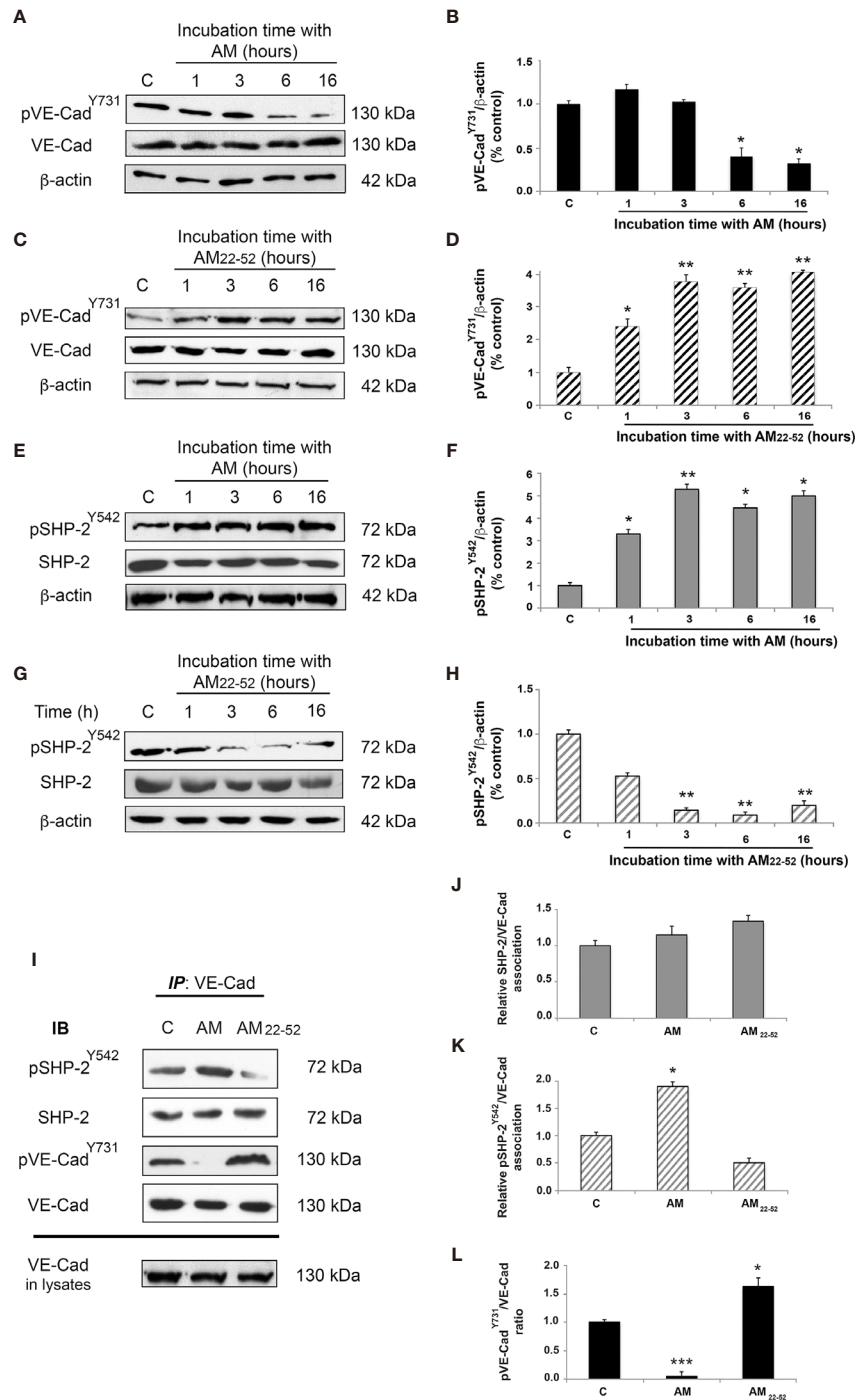 A
Incubation time with
AM (hours)
C 1 3 6 16
pVE-Cad Y731 130 kDa
VE-Cad 130 kDa
β-actin 42 kDa
B
pVE-Cad Y731/β-actin
(% control)
1.5
1.0
0.5
0.0
* *
C 1 3 6 16
Incubation time with AM (hours)
C
Incubation time with
AM22-52 (hours)
C 1 3 6 16
pVE-Cad Y731 130 kDa
VE-Cad 130 kDa
β-actin 42 kDa
D
pVE-Cad Y731/β-actin
(% control)
4
3
2
1
0
* ** ** **
C 1 3 6 16
Incubation time with AM22-52 (hours)
E
Incubation time with
AM (hours)
C 1 3 6 16
pSHP-2 Y542 72 kDa
SHP-2 72 kDa
β-actin 42 kDa
F
pSHP-2 Y542/β-actin
(% control)
6
5
4
3
2
1
0
* ** * *
C 1 3 6 16
Incubation time with AM (hours)
G
Incubation time with
AM22-52 (hours)
Time (h) C 1 3 6 16
pSHP-2 Y542 72 kDa
SHP-2 72 kDa
β-actin 42 kDa
H
pSHP-2 Y542/β-actin
(% control)
1.5
1.0
0.5
0.0
** ** **
C 1 3 6 16
Incubation time with AM22-52 (hours)
I
IP: VE-Cad
IB C AM AM22-52
pSHP-2 Y542 72 kDa
SHP-2 72 kDa
pVE-Cad Y731 130 kDa
VE-Cad 130 kDa
VE-Cad
in lysates 130 kDa
J
Relative SHP-2/VE-Cad
association
1.5
1.0
0.5
0.0
C AM AM22-52
K
Relative pSHP-2 Y542/VE-Cad
association
2.0
1.5
1.0
0.5
0.0
*
C AM AM22-52
L
pVE-Cad Y731/VE-Cad
ratio
2.0
1.5
1.0
0.5
0.0
*** *
C AM AM22-52